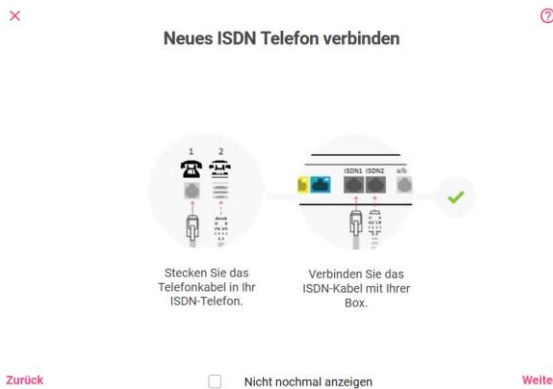 Neues ISDN Telefon verbinden
1 2
ISDN1 ISDN2 a/b
Stecken Sie das
Telefonkabel in Ihr
ISDN-Telefon.
Verbinden Sie das
ISDN-Kabel mit Ihrer
Box.
Zurück
Nicht nochmal anzeigen
Weite